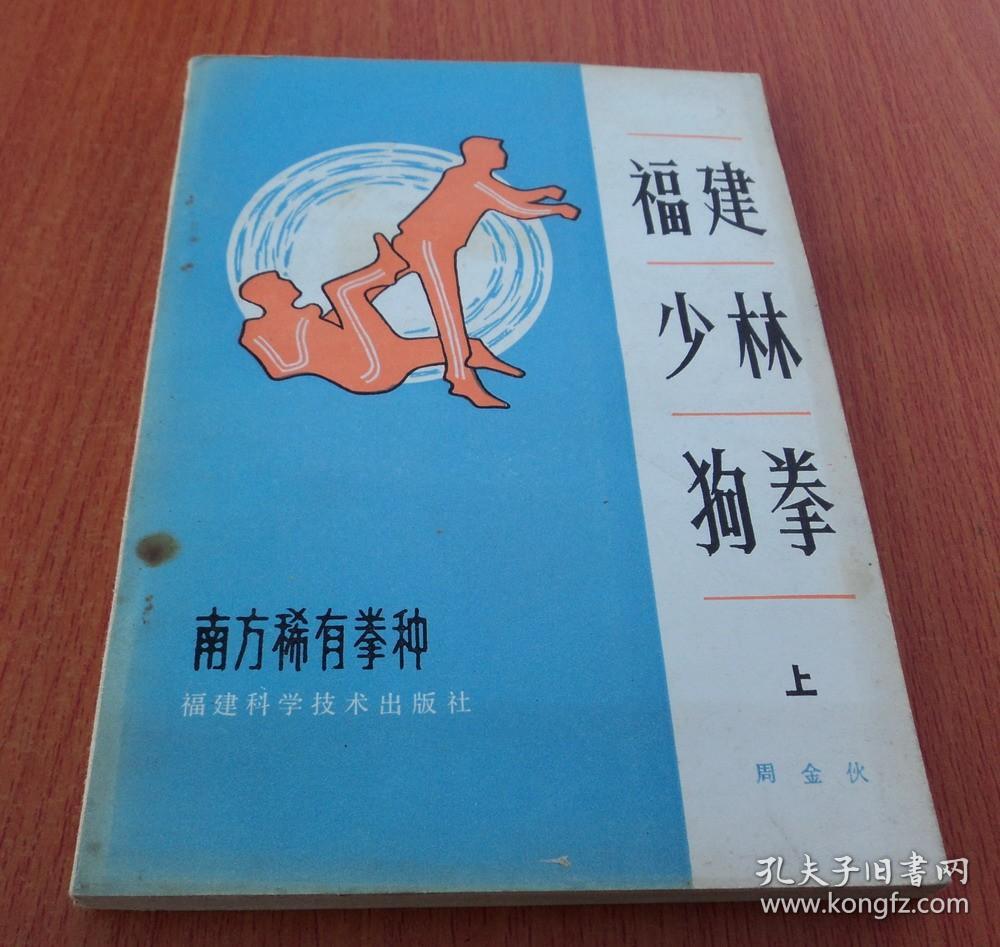 福建
少林
狗拳
上
周金伙
南方稀有拳种
福建科学技术出版社
孔夫子旧書网
www.kongfz.com